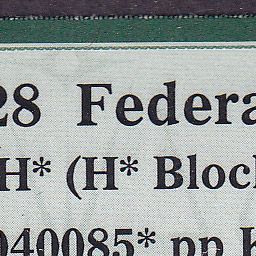 28 Federa
H* (H* Block
040085* pp K